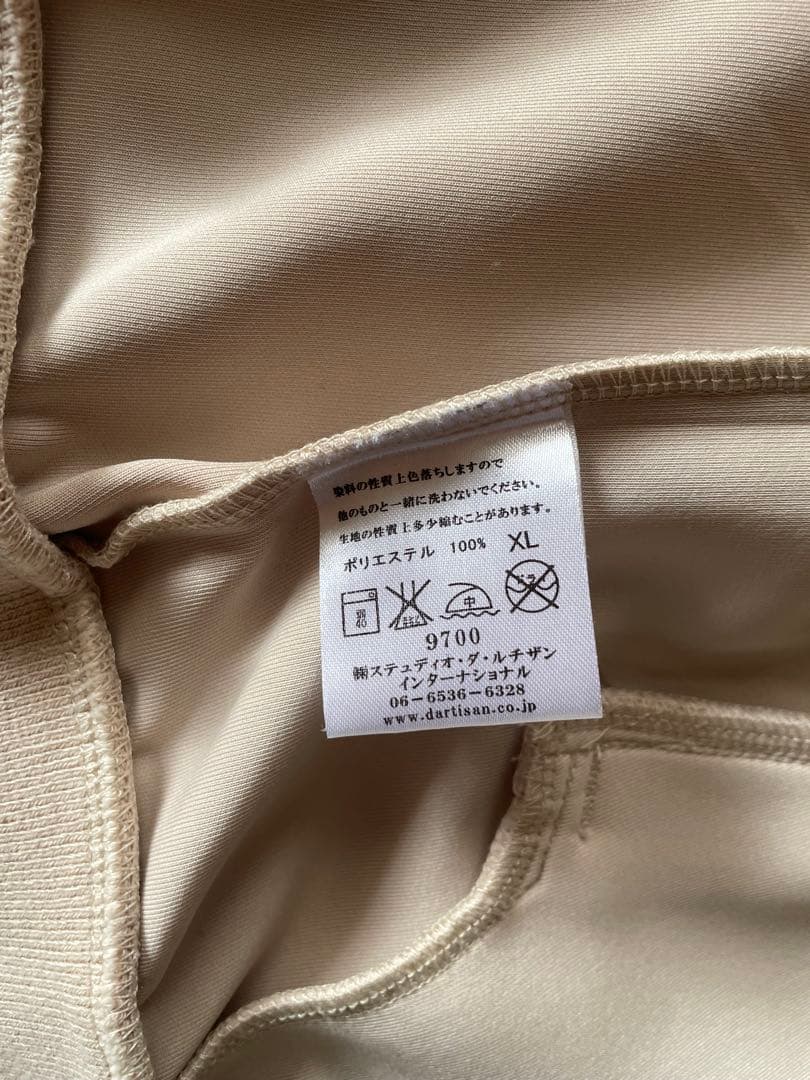 染料の性質上色落ちしますので
他のものと一緒に洗わないでください。
生地の性質上多少縮むことがあります。
ポリエステル 100% XL
40 中
9700
㈱ステュディオ・ダ・ルチザン
インターナショナル
06-6536-6328
www.dartisan.co.jp